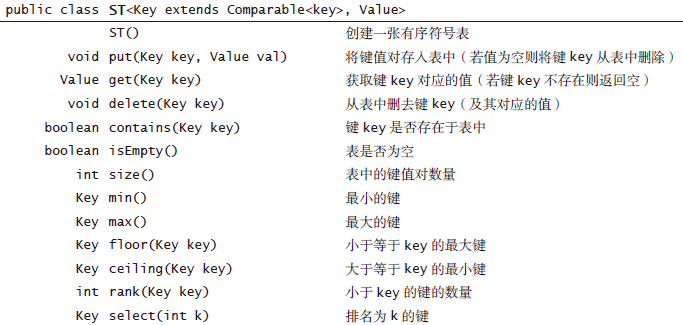 public class ST<Key extends Comparable<key>, Value>
ST() 创建一张有序符号表
void put(Key key, Value val) 将键值对存入表中（若值为空则将键 key 从表中删除）
Value get(Key key) 获取键 key 对应的值（若键 key 不存在则返回空）
void delete(Key key) 从表中删去键 key（及其对应的值）
boolean contains(Key key) 键 key 是否存在于表中
boolean isEmpty() 表是否为空
int size() 表中的键值对数量
Key min() 最小的键
Key max() 最大的键
Key floor(Key key) 小于等于 key 的最大键
Key ceiling(Key key) 大于等于 key 的最小键
int rank(Key key) 小于 key 的键的数量
Key select(int k) 排名为 k 的键